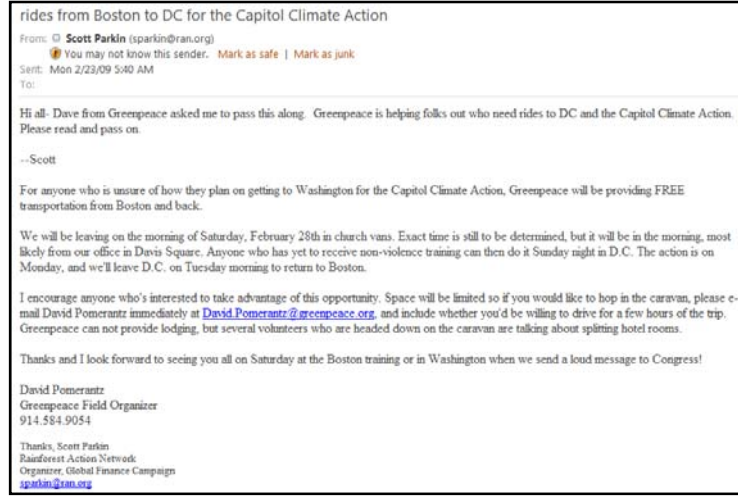 rides from Boston to DC for the Capitol Climate Action
From: Scott Parkin (sparkin@ran.org)
You may not know this sender. Mark as safe | Mark as junk
Sent: Mon 2/23/09 5:40 AM
To:
Hi all- Dave from Greenpeace asked me to pass this along. Greenpeace is helping folks out who need rides to DC and the Capitol Climate Action.
Please read and pass on.
--Scott
For anyone who is unsure of how they plan on getting to Washington for the Capitol Climate Action, Greenpeace will be providing FREE
transportation from Boston and back.
We will be leaving on the morning of Saturday, February 28th in church vans. Exact time is still to be determined, but it will be in the morning, most
likely from our office in Davis Square. Anyone who has yet to receive non-violence training can then do it Sunday night in D.C. The action is on
Monday, and we'll leave D.C. on Tuesday morning to return to Boston.
I encourage anyone who's interested to take advantage of this opportunity. Space will be limited so if you would like to hop in the caravan, please e-
mail David Pomerantz immediately at David.Pomerantz@greenpeace.org, and include whether you'd be willing to drive for a few hours of the trip.
Greenpeace can not provide lodging, but several volunteers who are headed down on the caravan are talking about splitting hotel rooms.
Thanks and I look forward to seeing you all on Saturday at the Boston training or in Washington when we send a loud message to Congress!
David Pomerantz
Greenpeace Field Organizer
914.584.9054
Thanks, Scott Parkin
Rainforest Action Network
Organizer, Global Finance Campaign
sparkin@ran.org